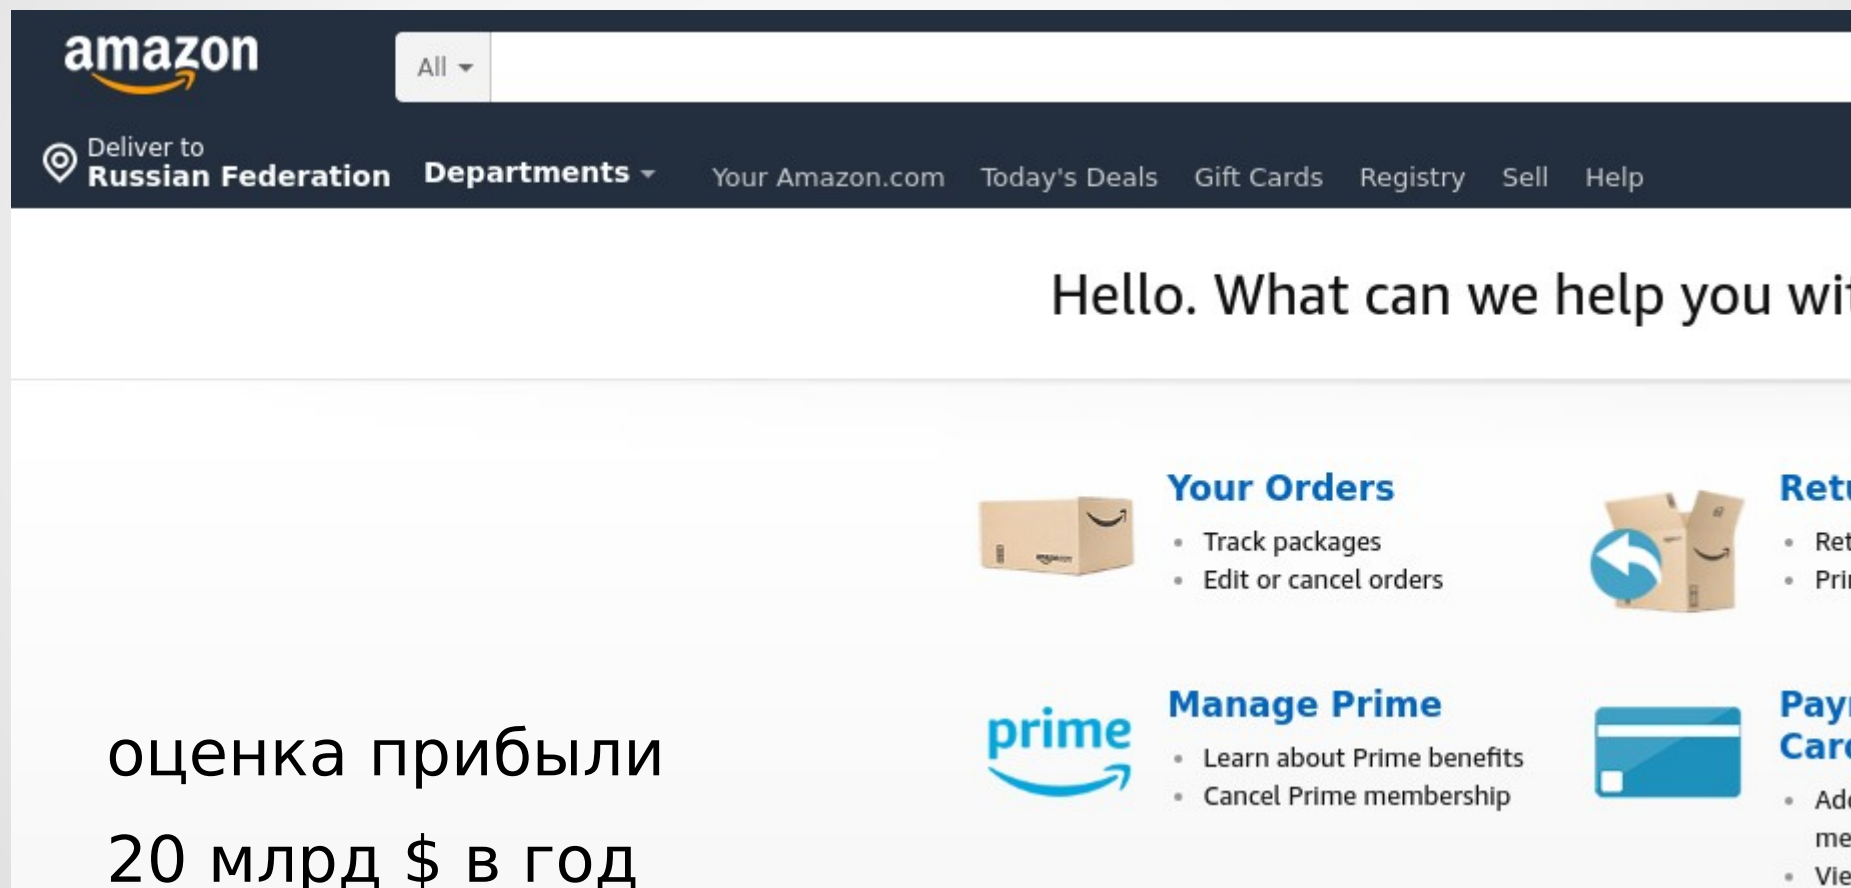 amazon
All
Deliver to
Russian Federation
Departments
Your Amazon.com Today's Deals Gift Cards Registry Sell Help
Hello. What can we help you
Your Orders
Track packages
Edit or cancel orders
Manage Prime
prime
Learn about Prime benefits
Cancel Prime membership
оценка прибыли
20 млрд $ в год